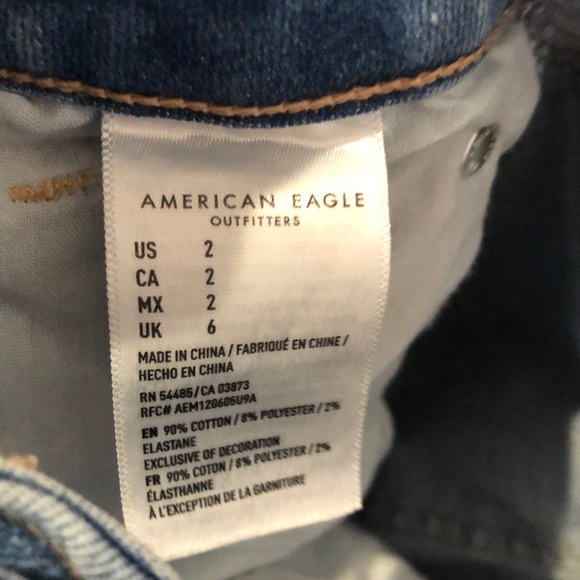 AMERICAN EAGLE
OUTFITTERS
US 2
CA 2
MX 2
UK 6
MADE IN CHINA / FABRIQUÉ EN CHINE /
HECHO EN CHINA
RN 54485 / CA 03873
RFC# AEM120605U9A
EN 90% COTTON / 8% POLYESTER / 2%
ELASTANE
EXCLUSIVE OF DECORATION
FR 90% COTON / 8% POLYESTER / 2%
ÉLASTHANNE
À L'EXCEPTION DE LA GARNITURE